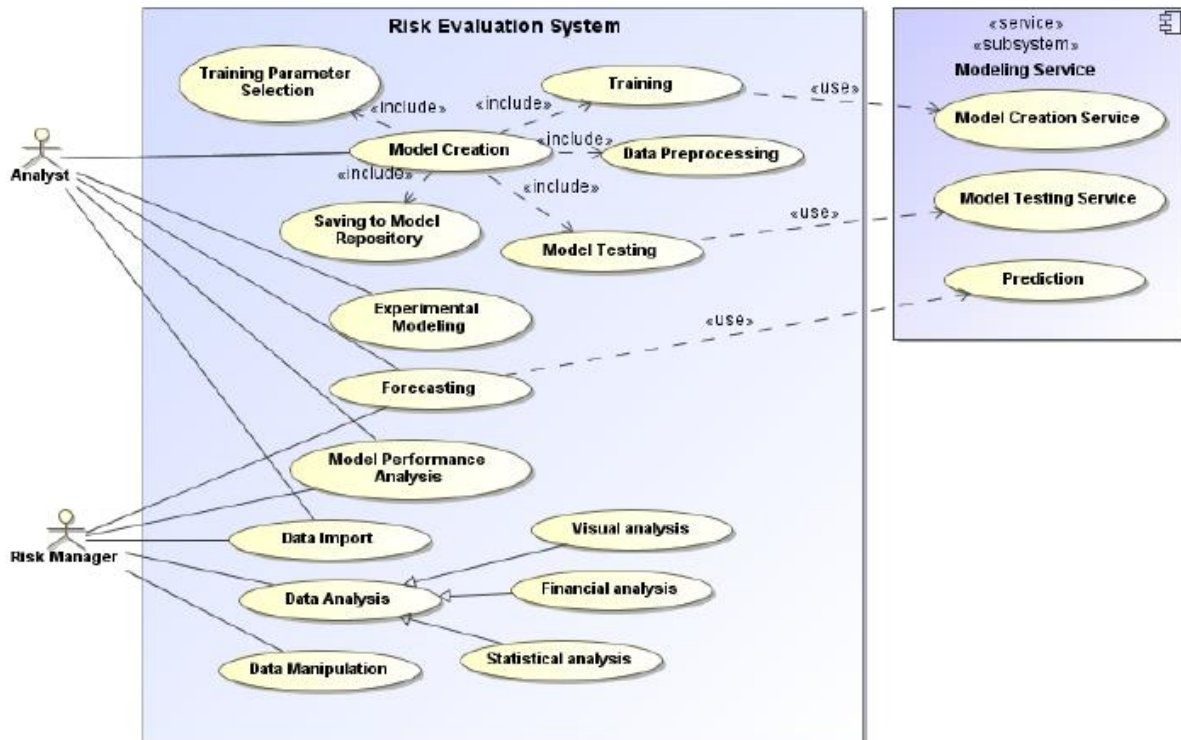 Risk Evaluation System
«service»
«subsystem»
Modeling Service
Training Parameter
Selection
Training
«include»
«include»
«use»
Model Creation Service
Analyst
Model Creation
«include»
Data Preprocessing
«include»
«include»
Model Testing Service
«use»
Saving to Model
Repository
Model Testing
Prediction
Experimental
Modeling
«use»
Forecasting
Model Performance
Analysis
Risk Manager
Data Import
Visual analysis
Data Analysis
Financial analysis
Data Manipulation
Statistical analysis